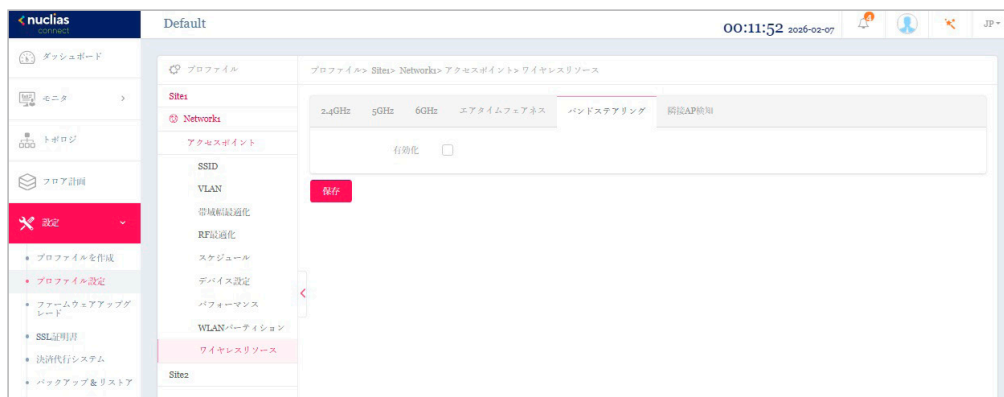 nuclias
connect
Default
00:11:52 2026-02-07
4
JP
ダッシュボード
モニタ
トポロジ
フロア計画
設定
プロファイルを作成
プロファイル設定
ファームウェアアップグ
レード
SSL証明書
決済代行システム
バックアップ&リストア
プロファイル
Site1
Network1
アクセスポイント
SSID
VLAN
帯域幅最適化
RF最適化
スケジュール
デバイス設定
パフォーマンス
WLANパーティション
ワイヤレスリソース
Site2
プロファイル> Site1> Network1> アクセスポイント> ワイヤレスリソース
2.4GHz 5GHz 6GHz エアタイムフェアネス バンドステアリング 隣接AP検知
有効化
保存